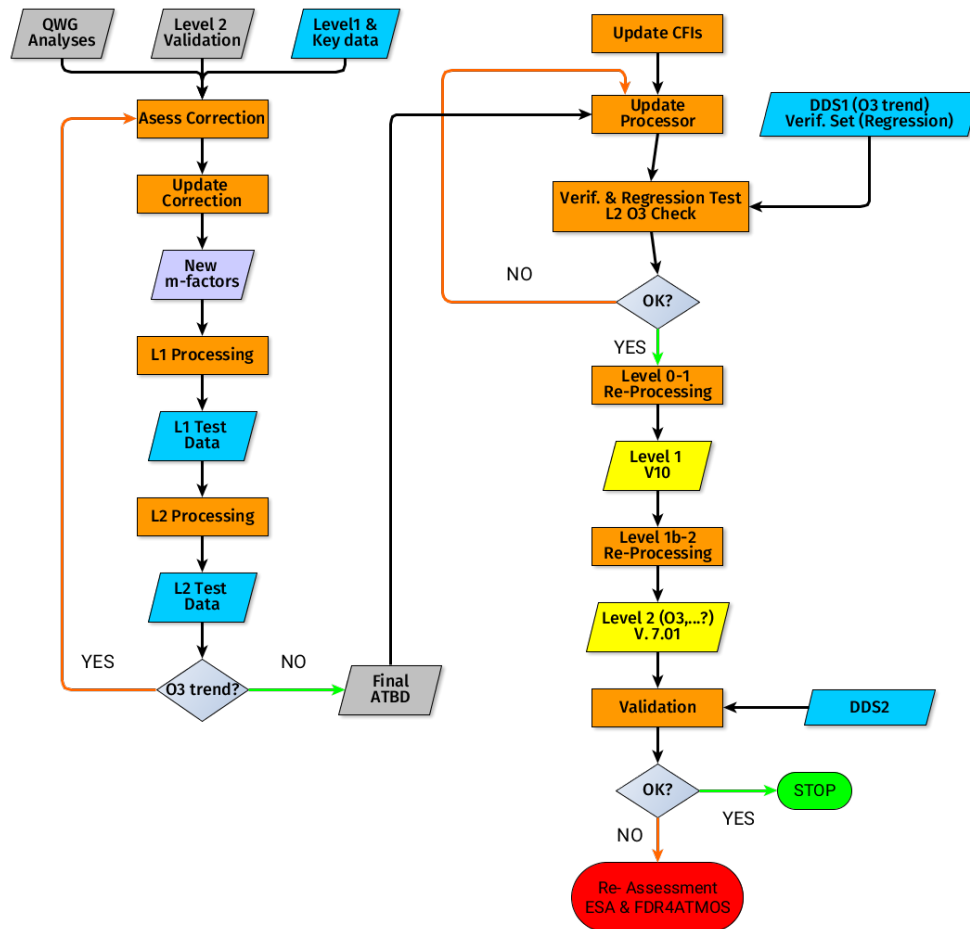 QWG
Analyses
Level 2
Validation
Level1 &
Key data
Asess Correction
Update
Correction
New
m-factors
L1 Processing
L1 Test
Data
L2 Processing
L2 Test
Data
O3 trend?
YES
NO
Final
ATBD
Update CFIs
Update
Processor
DDS1 (O3 trend)
Verif. Set (Regression)
Verif. & Regression Test
L2 O3 Check
NO
OK?
YES
Level 0-1
Re-Processing
Level 1
V10
Level 1b-2
Re-Processing
Level 2 (O3,...?)
V. 7.01
Validation
DDS2
OK?
STOP
YES
NO
Re- Assessment
ESA & FDR4ATMOS